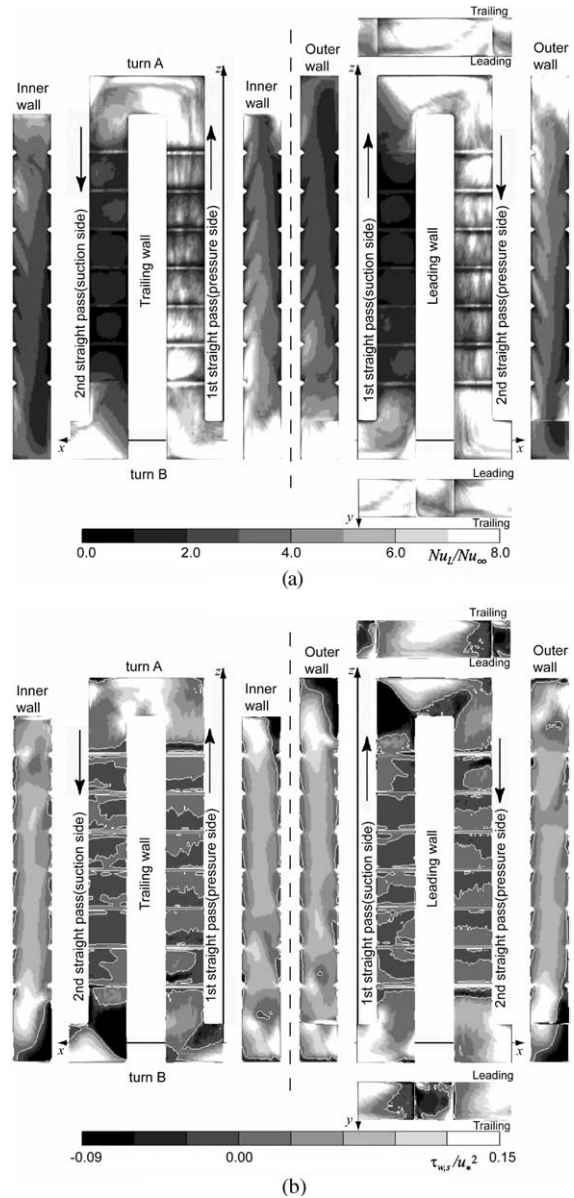 Trailing
turn A
z
Outer wall
z
Leading
Outer wall
Inner wall
Inner wall
2nd straight pass(suction side)
Trailing wall
1st straight pass(pressure side)
1st straight pass(suction side)
Leading wall
2nd straight pass(pressure side)
x
x
turn B
Leading
y
Trailing
0.0 2.0 4.0 6.0 8.0
Nu_L/Nu_∞
(a)
Trailing
turn A
z
Outer wall
z
Leading
Outer wall
Inner wall
Inner wall
2nd straight pass(suction side)
Trailing wall
1st straight pass(pressure side)
1st straight pass(suction side)
Leading wall
2nd straight pass(pressure side)
x
x
turn B
Leading
y
Trailing
-0.09 0.00 0.15
τ_w,s/u_*^2
(b)